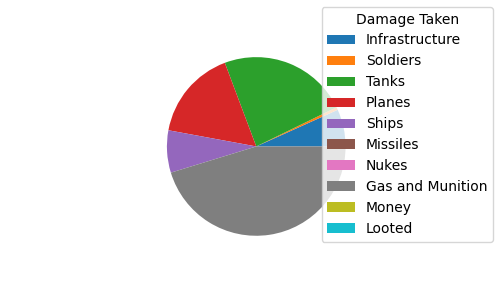 Damage Taken
Infrastructure
Soldiers
Tanks
Planes
Ships
Missiles
Nukes
Gas and Munition
Money
Looted